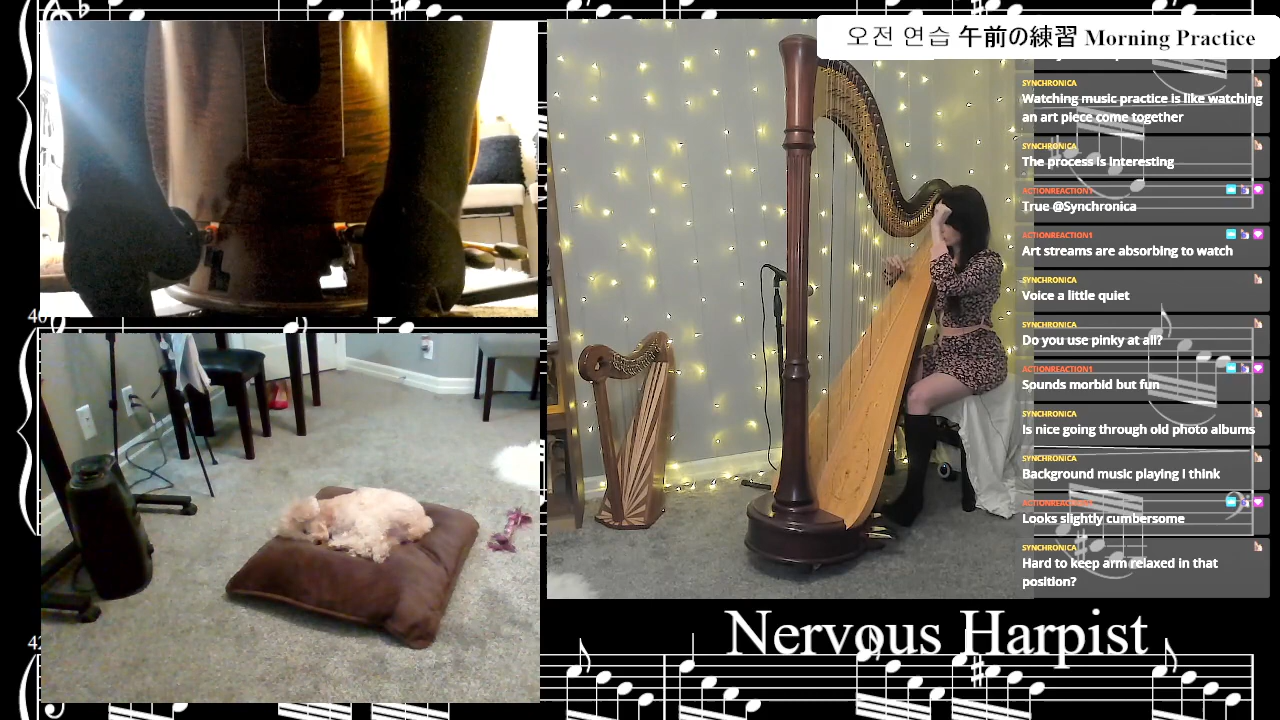 오전 연습 午前の練習 Morning Practice
SYNCHRONICA
Watching music practice is like watching
an art piece come together
SYNCHRONICA
The process is interesting
ACTIONREACTION1
True @Synchronica
ACTIONREACTION1
Art streams are absorbing to watch
SYNCHRONICA
Voice a little quiet
SYNCHRONICA
Do you use pinky at all?
ACTIONREACTION1
Sounds morbid but fun
SYNCHRONICA
Is nice going through old photo albums
SYNCHRONICA
Background music playing I think
ACTIONREACTION1
Looks slightly cumbersome
SYNCHRONICA
Hard to keep arm relaxed in that
position?
40
42
Nervous Harpist